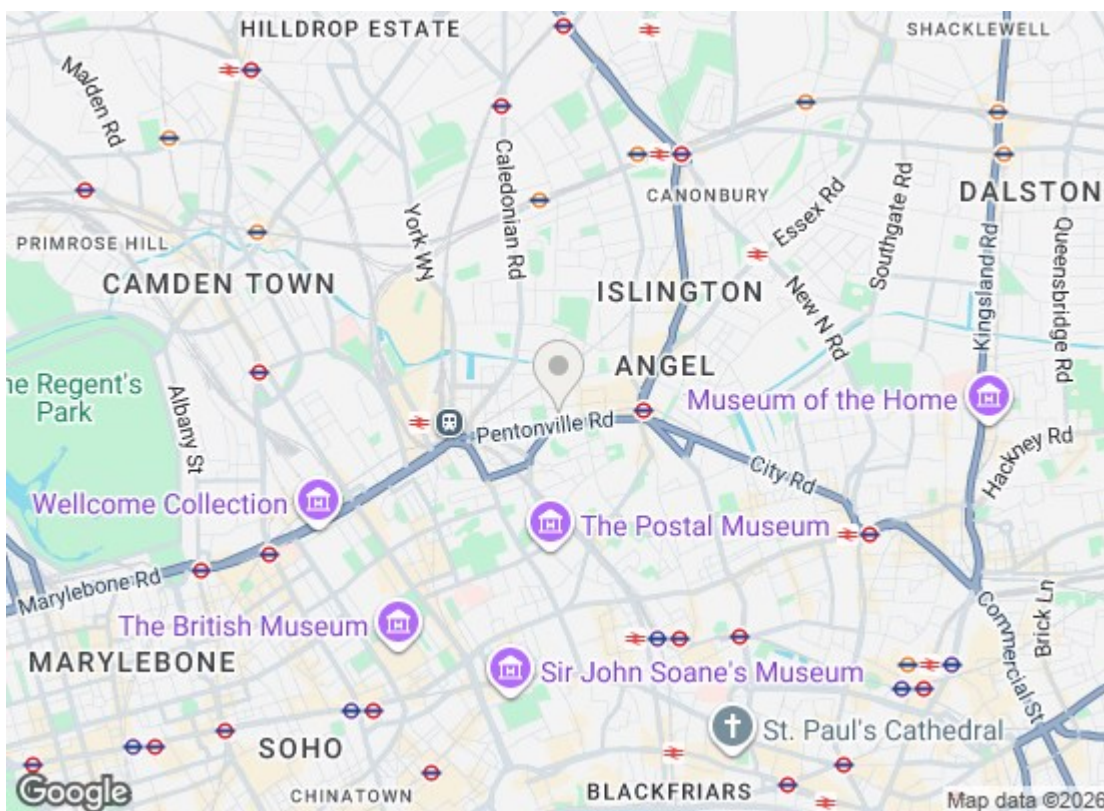 HILLDROP ESTATE
SHACKLEWELL
Malden Rd
Caledonian Rd
CANONBURY
Essex Rd
Southgate Rd
DALSTON
York Wy
PRIMROSE HILL
CAMDEN TOWN
ISLINGTON
New N Rd
Kingsland Rd
Queensbridge Rd
ne Regent's
Park
Albany St
ANGEL
Museum of the Home
Pentonville Rd
City Rd
Hackney Rd
Wellcome Collection
The Postal Museum
Marylebone Rd
The British Museum
Commercial St
Brick Ln
MARYLEBONE
Sir John Soane's Museum
SOHO
St. Paul's Cathedral
CHINATOWN
BLACKFRIARS
Google
Map data ©2026